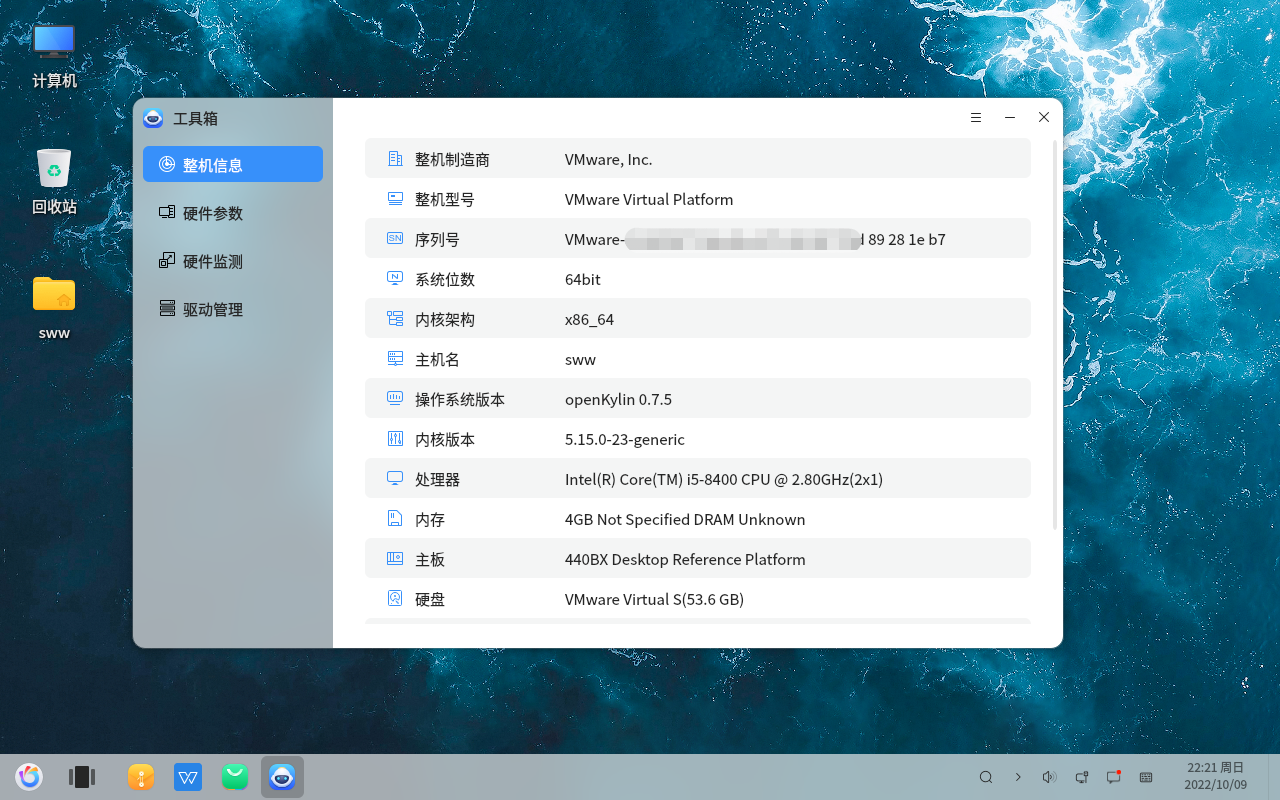 计算机
回收站
sww
工具箱
整机信息
硬件参数
硬件监测
驱动管理
整机制造商 VMware, Inc.
整机型号 VMware Virtual Platform
序列号 VMware- 89 28 1e b7
系统位数 64bit
内核架构 x86_64
主机名 sww
操作系统版本 openKylin 0.7.5
内核版本 5.15.0-23-generic
处理器 Intel(R) Core(TM) i5-8400 CPU @ 2.80GHz(2x1)
内存 4GB Not Specified DRAM Unknown
主板 440BX Desktop Reference Platform
硬盘 VMware Virtual S(53.6 GB)
22:21 周日
2022/10/09